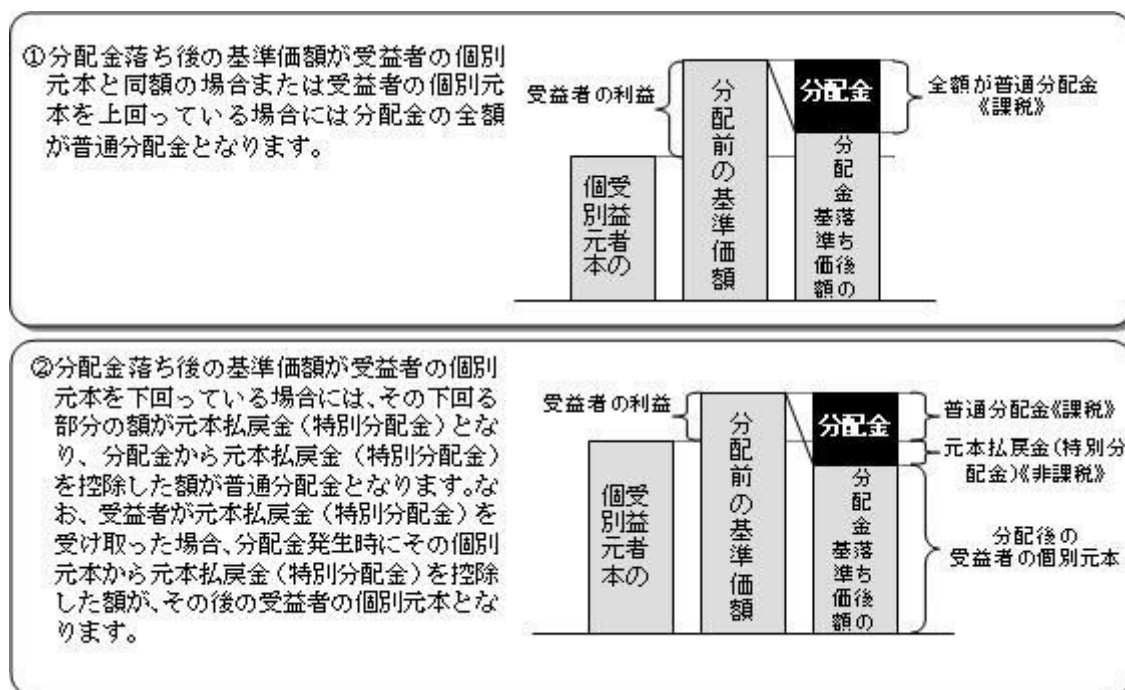 ①分配金落ち後の基準価額が受益者の個別
元本と同額の場合または受益者の個別元
本を上回っている場合には分配金の全額
が普通分配金となります。
受益者の利益
受益者の
個別元本
分配前の基準価額
分配金
分配金落ち後の
基準価額
全額が普通分配金
《課税》
②分配金落ち後の基準価額が受益者の個別
元本を下回っている場合には、その下回る
部分の額が元本払戻金(特別分配金)とな
り、分配金から元本払戻金(特別分配金)
を控除した額が普通分配金となります。な
お、受益者が元本払戻金(特別分配金)を
受け取った場合、分配金発生時にその個別
元本から元本払戻金(特別分配金)を控除
した額が、その後の受益者の個別元本とな
ります。
受益者の利益
受益者の
個別元本
分配前の基準価額
分配金
分配金落ち後の
基準価額
普通分配金《課税》
元本払戻金(特別分
配金)《非課税》
分配後の
受益者の個別元本